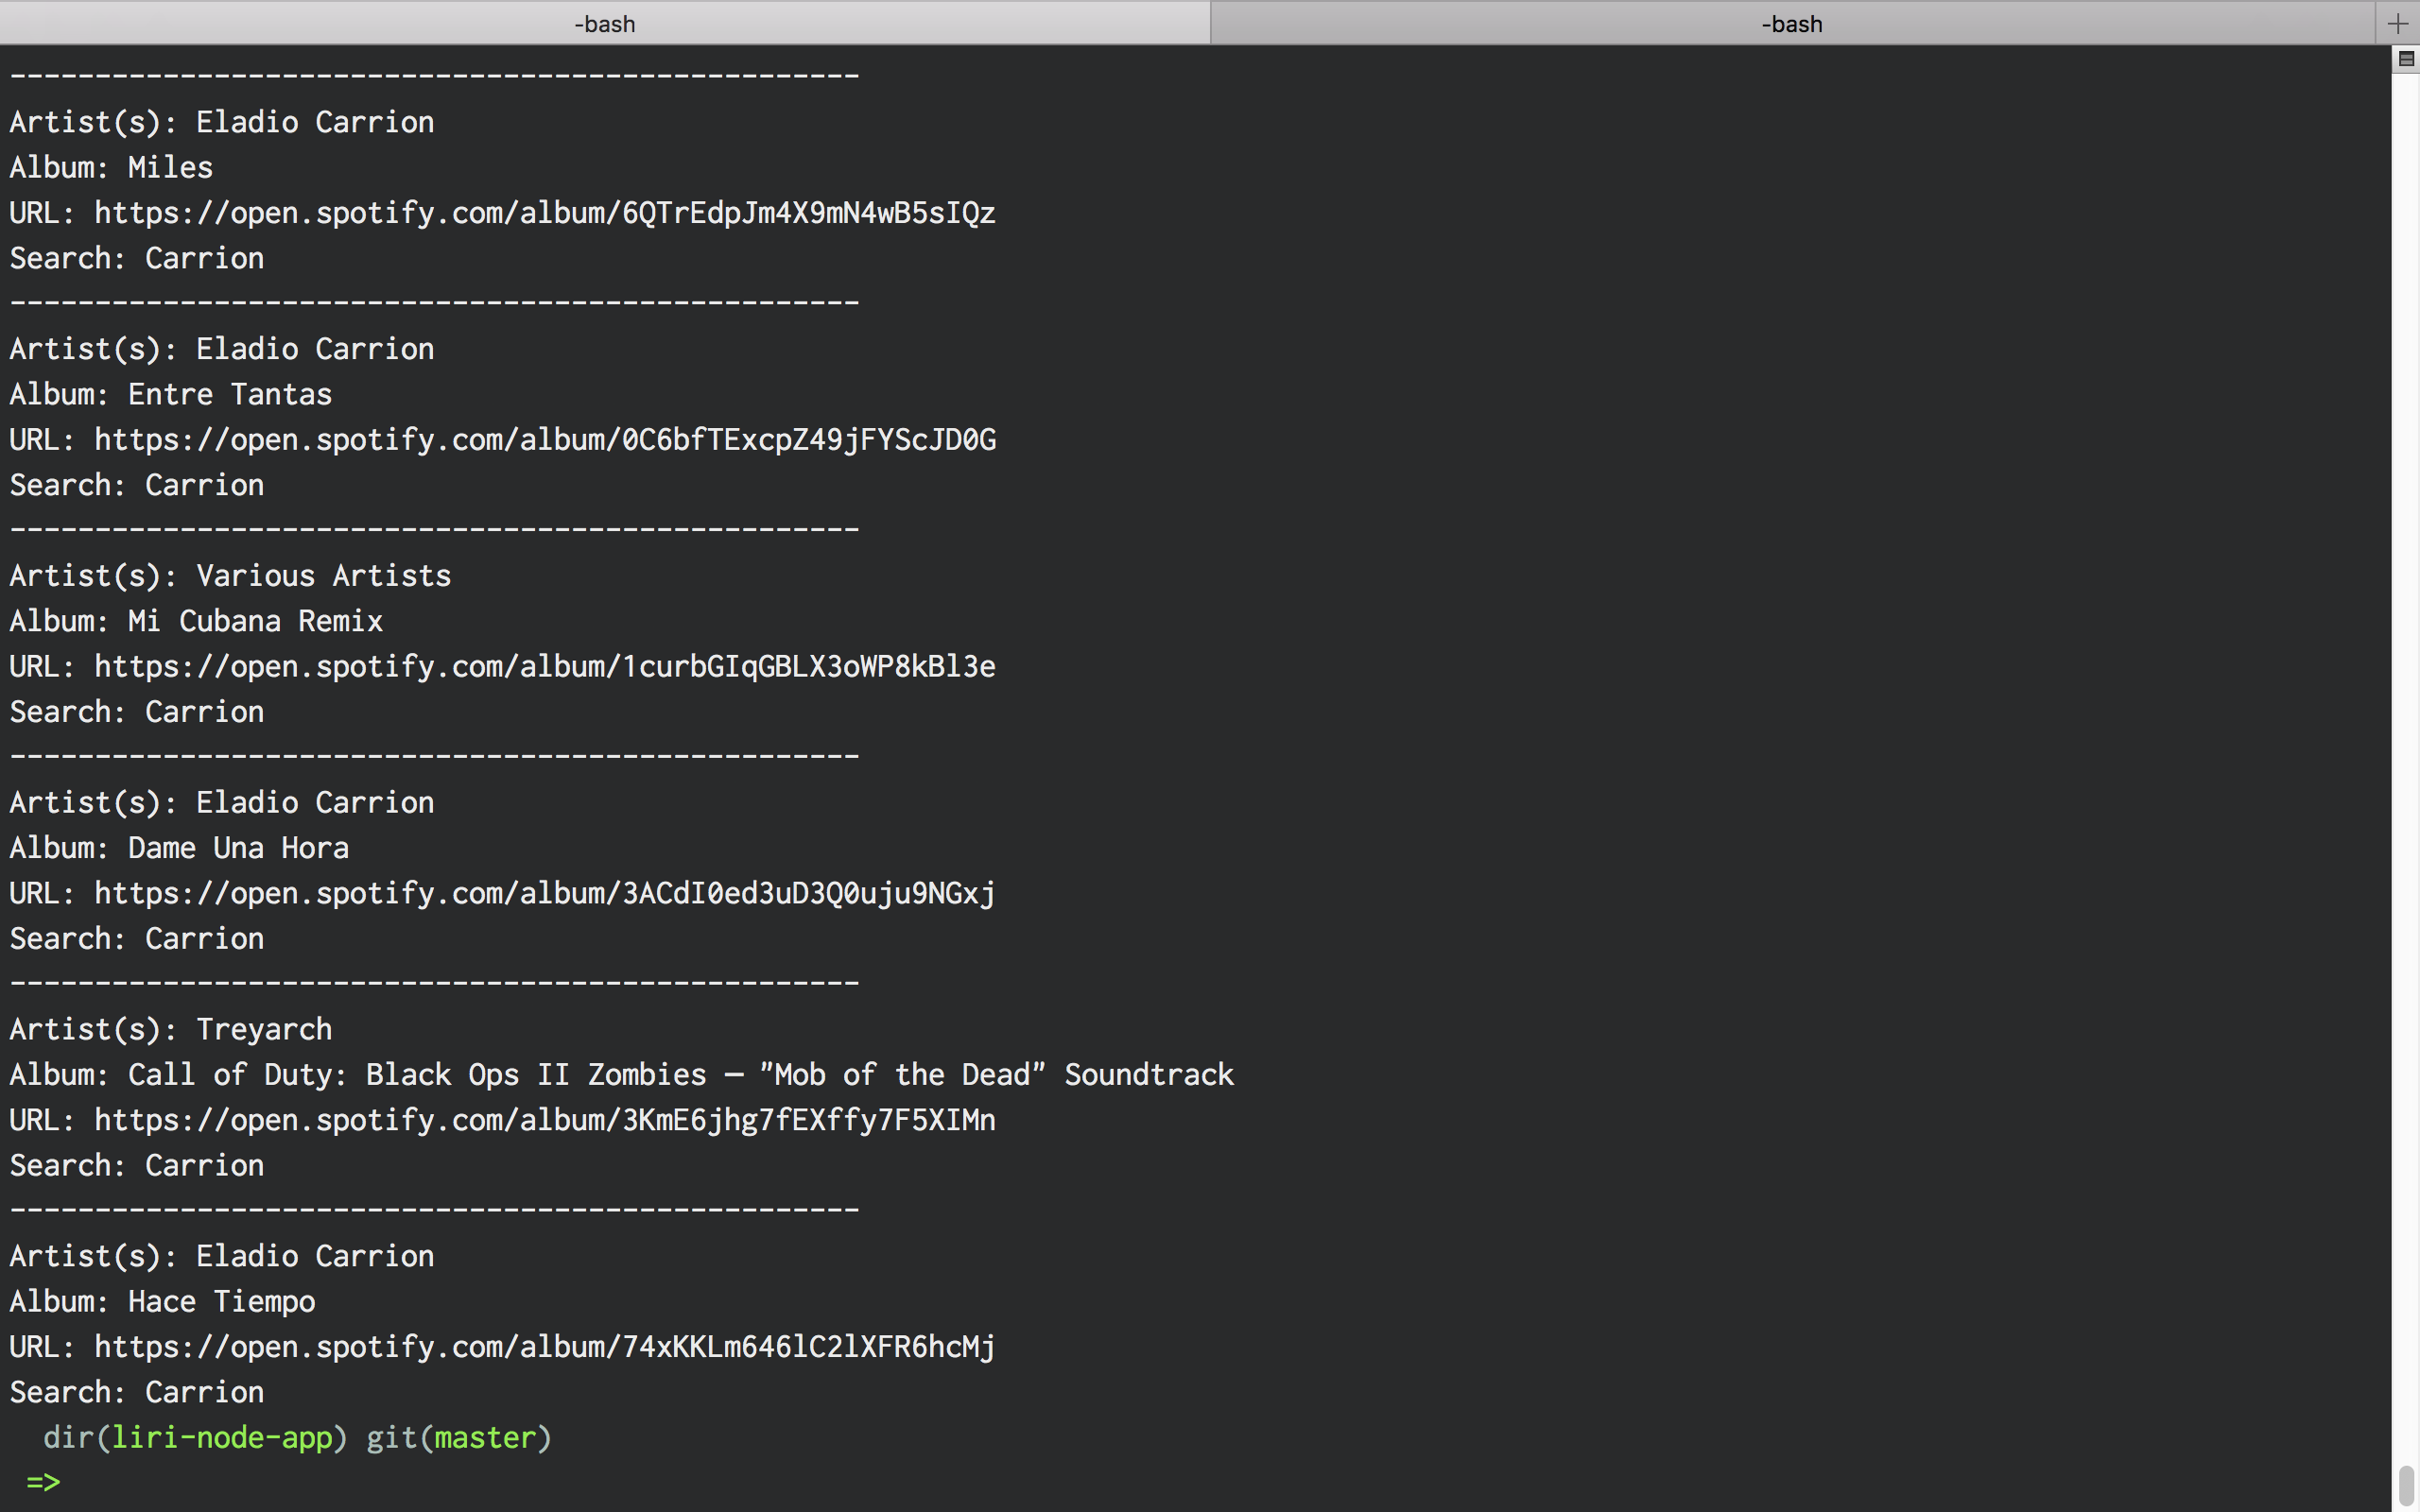 -bash
-bash
--------------------------------------------------
Artist(s): Eladio Carrion
Album: Miles
URL: https://open.spotify.com/album/6QTrEdpJm4X9mN4wB5sIQz
Search: Carrion
--------------------------------------------------
Artist(s): Eladio Carrion
Album: Entre Tantas
URL: https://open.spotify.com/album/0C6bfTExcpZ49jFYScJD0G
Search: Carrion
--------------------------------------------------
Artist(s): Various Artists
Album: Mi Cubana Remix
URL: https://open.spotify.com/album/1curbGIqGBLX3oWP8kBl3e
Search: Carrion
--------------------------------------------------
Artist(s): Eladio Carrion
Album: Dame Una Hora
URL: https://open.spotify.com/album/3ACdI0ed3uD3Q0uju9NGxj
Search: Carrion
--------------------------------------------------
Artist(s): Treyarch
Album: Call of Duty: Black Ops II Zombies – "Mob of the Dead" Soundtrack
URL: https://open.spotify.com/album/3KmE6jhg7fEXffy7F5XIMn
Search: Carrion
--------------------------------------------------
Artist(s): Eladio Carrion
Album: Hace Tiempo
URL: https://open.spotify.com/album/74xKKLm646lC2lXFR6hcMj
Search: Carrion
dir(liri-node-app) git(master)
=>